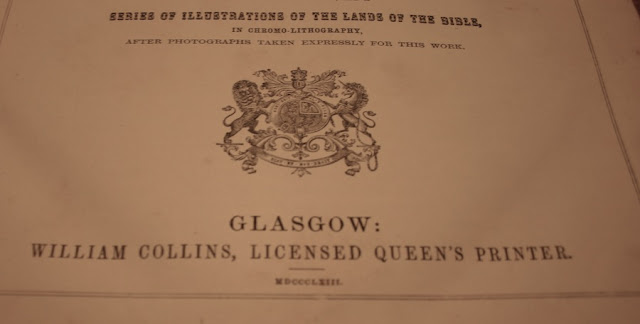 SERIES OF ILLUSTRATIONS OF THE LANDS OF THE BIBLE,
IN CHROMO-LITHOGRAPHY,
AFTER PHOTOGRAPHS TAKEN EXPRESSLY FOR THIS WORK.
GLASGOW:
WILLIAM COLLINS, LICENSED QUEEN'S PRINTER.
MDCCCLXIII.